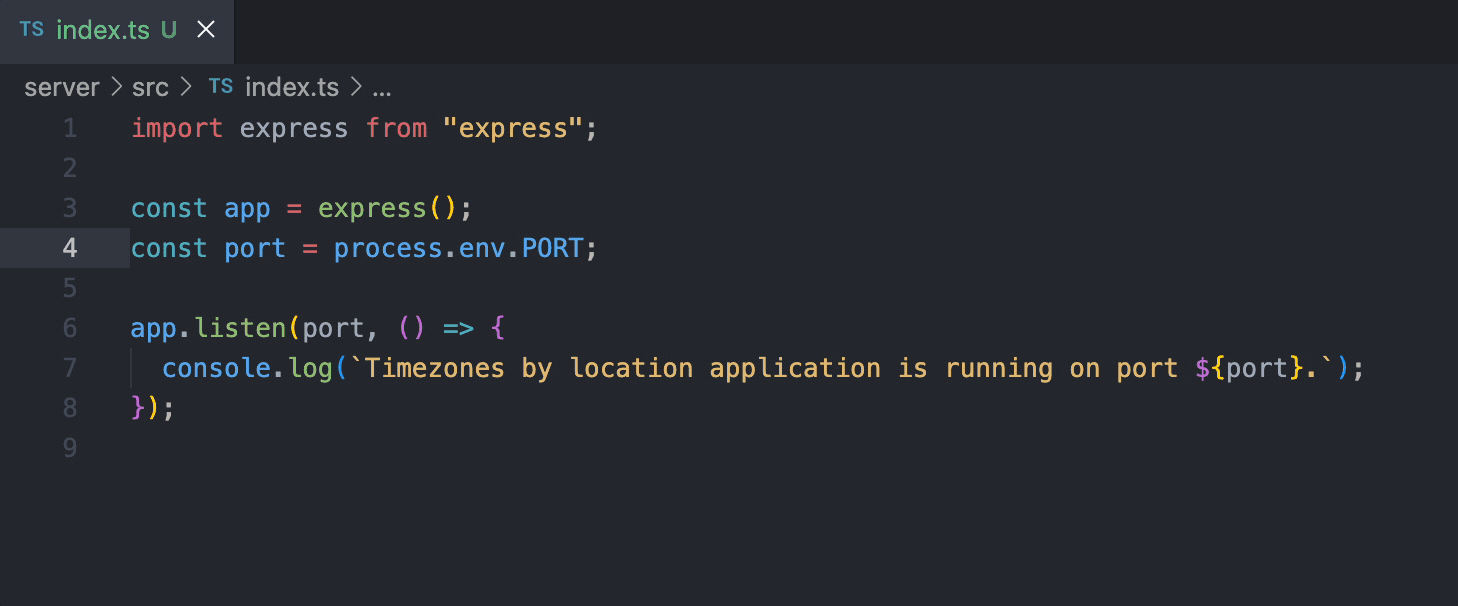 TS index.ts U
server > src > TS index.ts > ...
1 import express from "express";
2
3 const app = express();
4 const port = process.env.PORT;
5
6 app.listen(port, () => {
7   console.log(`Timezones by location application is running on port ${port}.`);
8 });
9